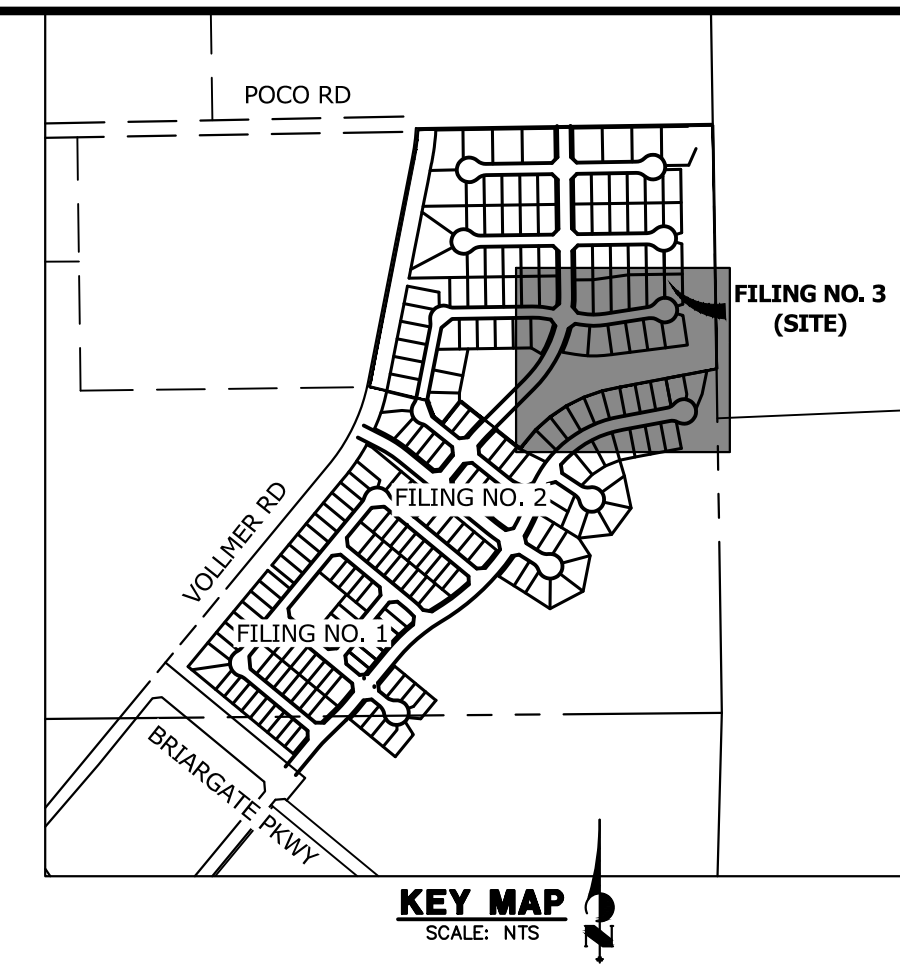 POCO RD
FILING NO. 3
(SITE)
FILING NO. 2
VOLLMER RD
FILING NO. 1
BRIARGATE PKWY
KEY MAP
SCALE: NTS
N